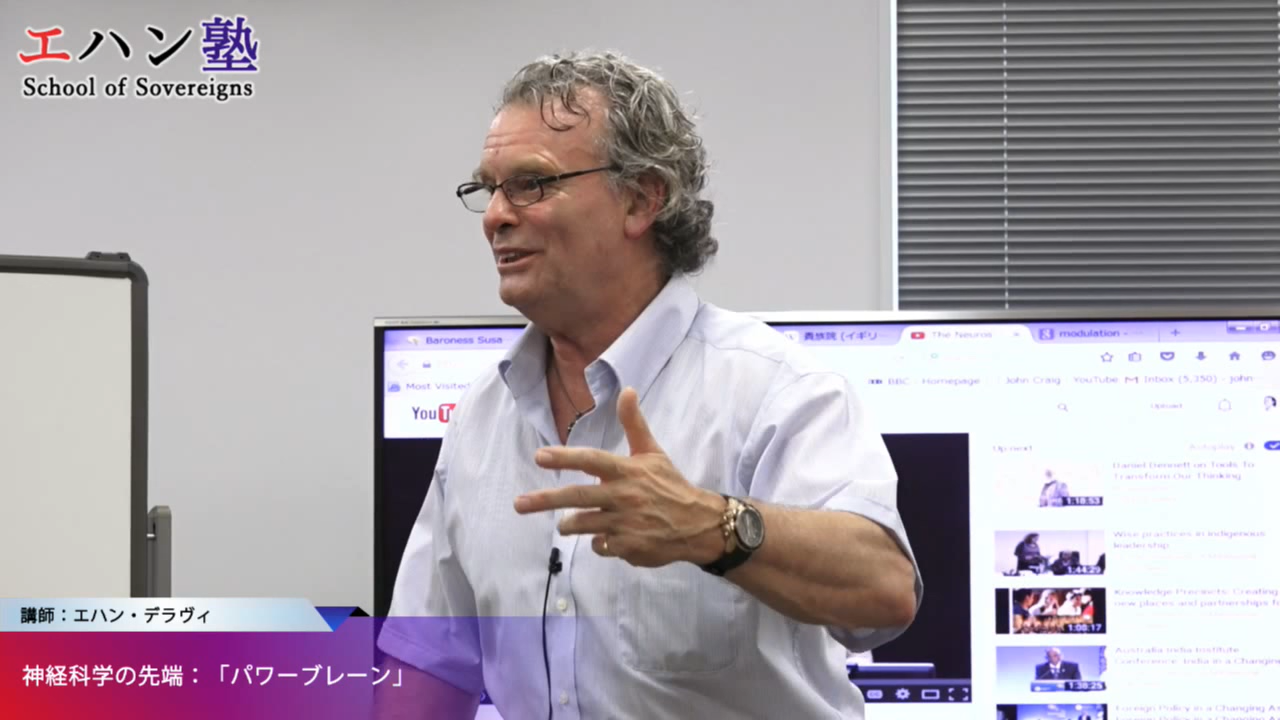 エハン塾
School of Sovereigns
Baroness Susa
貴族院 (イギリ
The Neuros
modulation -
Most Visited
BBC - Homepage
John Craig - YouTube
Inbox (5,350) - john-
YouT
Upload
Up next
Autoplay
Daniel Dennett on Tools To
Transform Our Thinking
1:18:53
Wise practices in indigenous
leadership
1:44:29
Knowledge Precincts: Creating
new places and partnerships f
1:08:17
Australia India Institute
Conference: India in a Changing
1:38:25
Foreign Policy in a Changing A
講師：エハン・デラヴィ
神経科学の先端：「パワーブレーン」